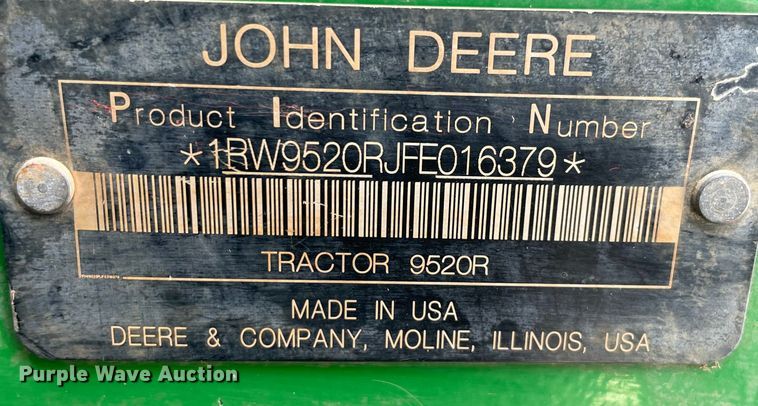 JOHN DEERE
Product Identification Number
*1RW9520RJFE016379*
TRACTOR 9520R
MADE IN USA
DEERE & COMPANY, MOLINE, ILLINOIS, USA
Purple Wave Auction